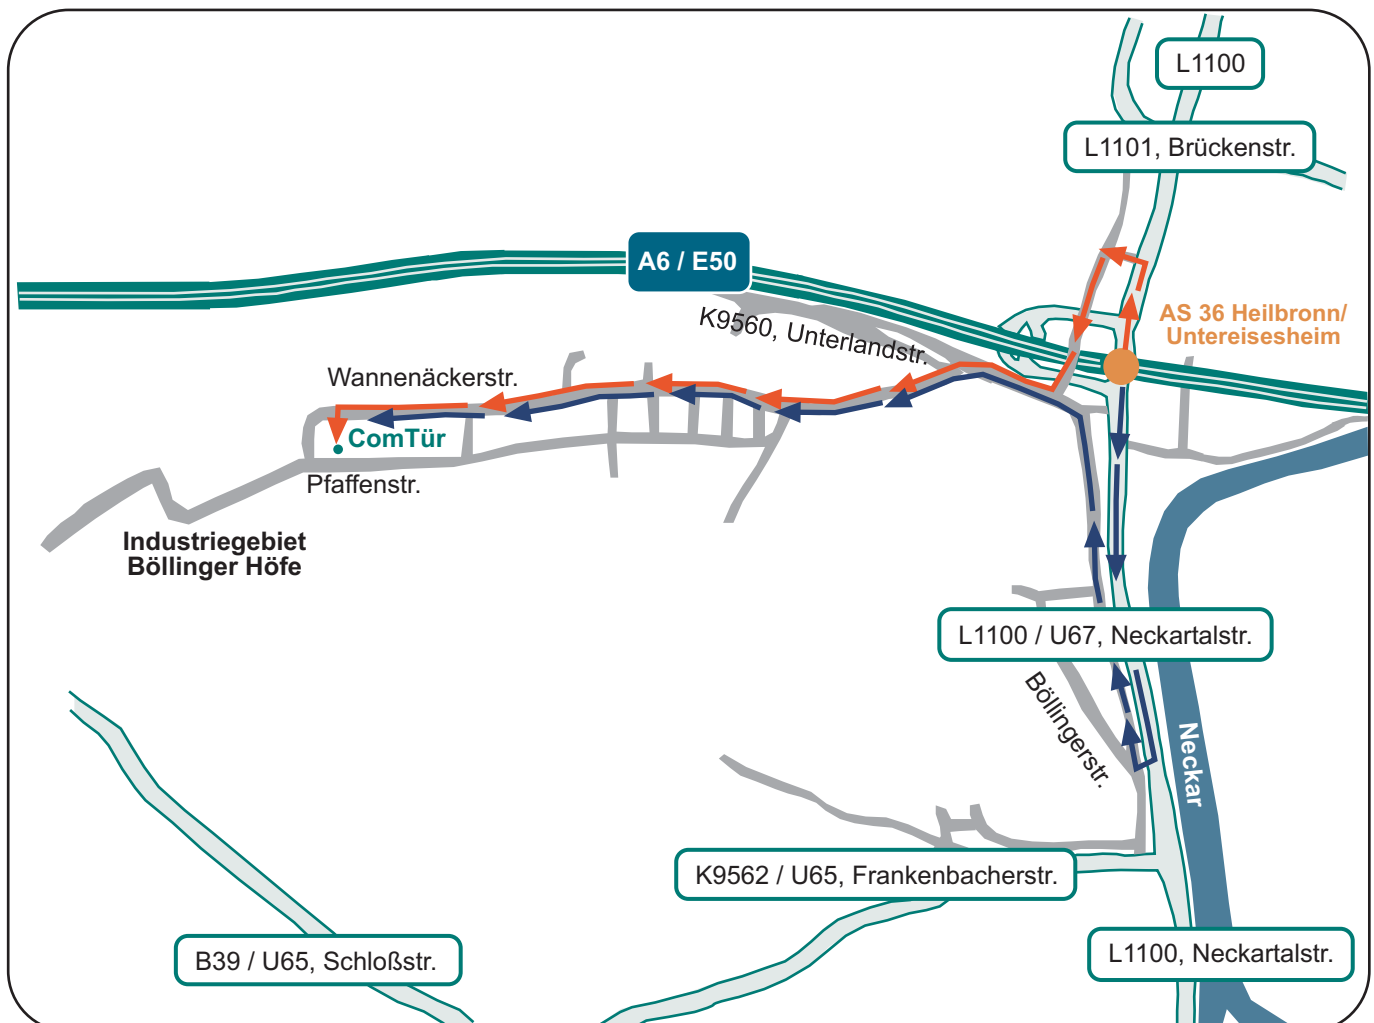 L1100
L1101, Brückenstr.
A6 / E50
K9560, Unterlandstr.
AS 36 Heilbronn/
Untereisesheim
Wannenäckerstr.
ComTür
Pfaffenstr.
Industriegebiet
Böllinger Höfe
L1100 / U67, Neckartalstr.
Böllingerstr.
Neckar
K9562 / U65, Frankenbacherstr.
B39 / U65, Schloßstr.
L1100, Neckartalstr.